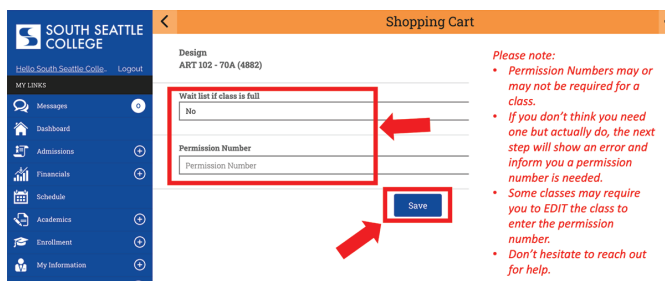 SOUTH SEATTLE
COLLEGE
Hello South Seattle Colle.. Logout
MY LINKS
Messages 0
Dashboard
Admissions
Financials
Schedule
Academics
Enrollment
My Information
Shopping Cart
Design
ART 102 - 70A (4882)
Wait list if class is full
No
Permission Number
Permission Number
Save
Please note:
• Permission Numbers may or
may not be required for a
class.
• If you don't think you need
one but actually do, the next
step will show an error and
inform you a permission
number is needed.
• Some classes may require
you to EDIT the class to
enter the permission
number.
• Don't hesitate to reach out
for help.